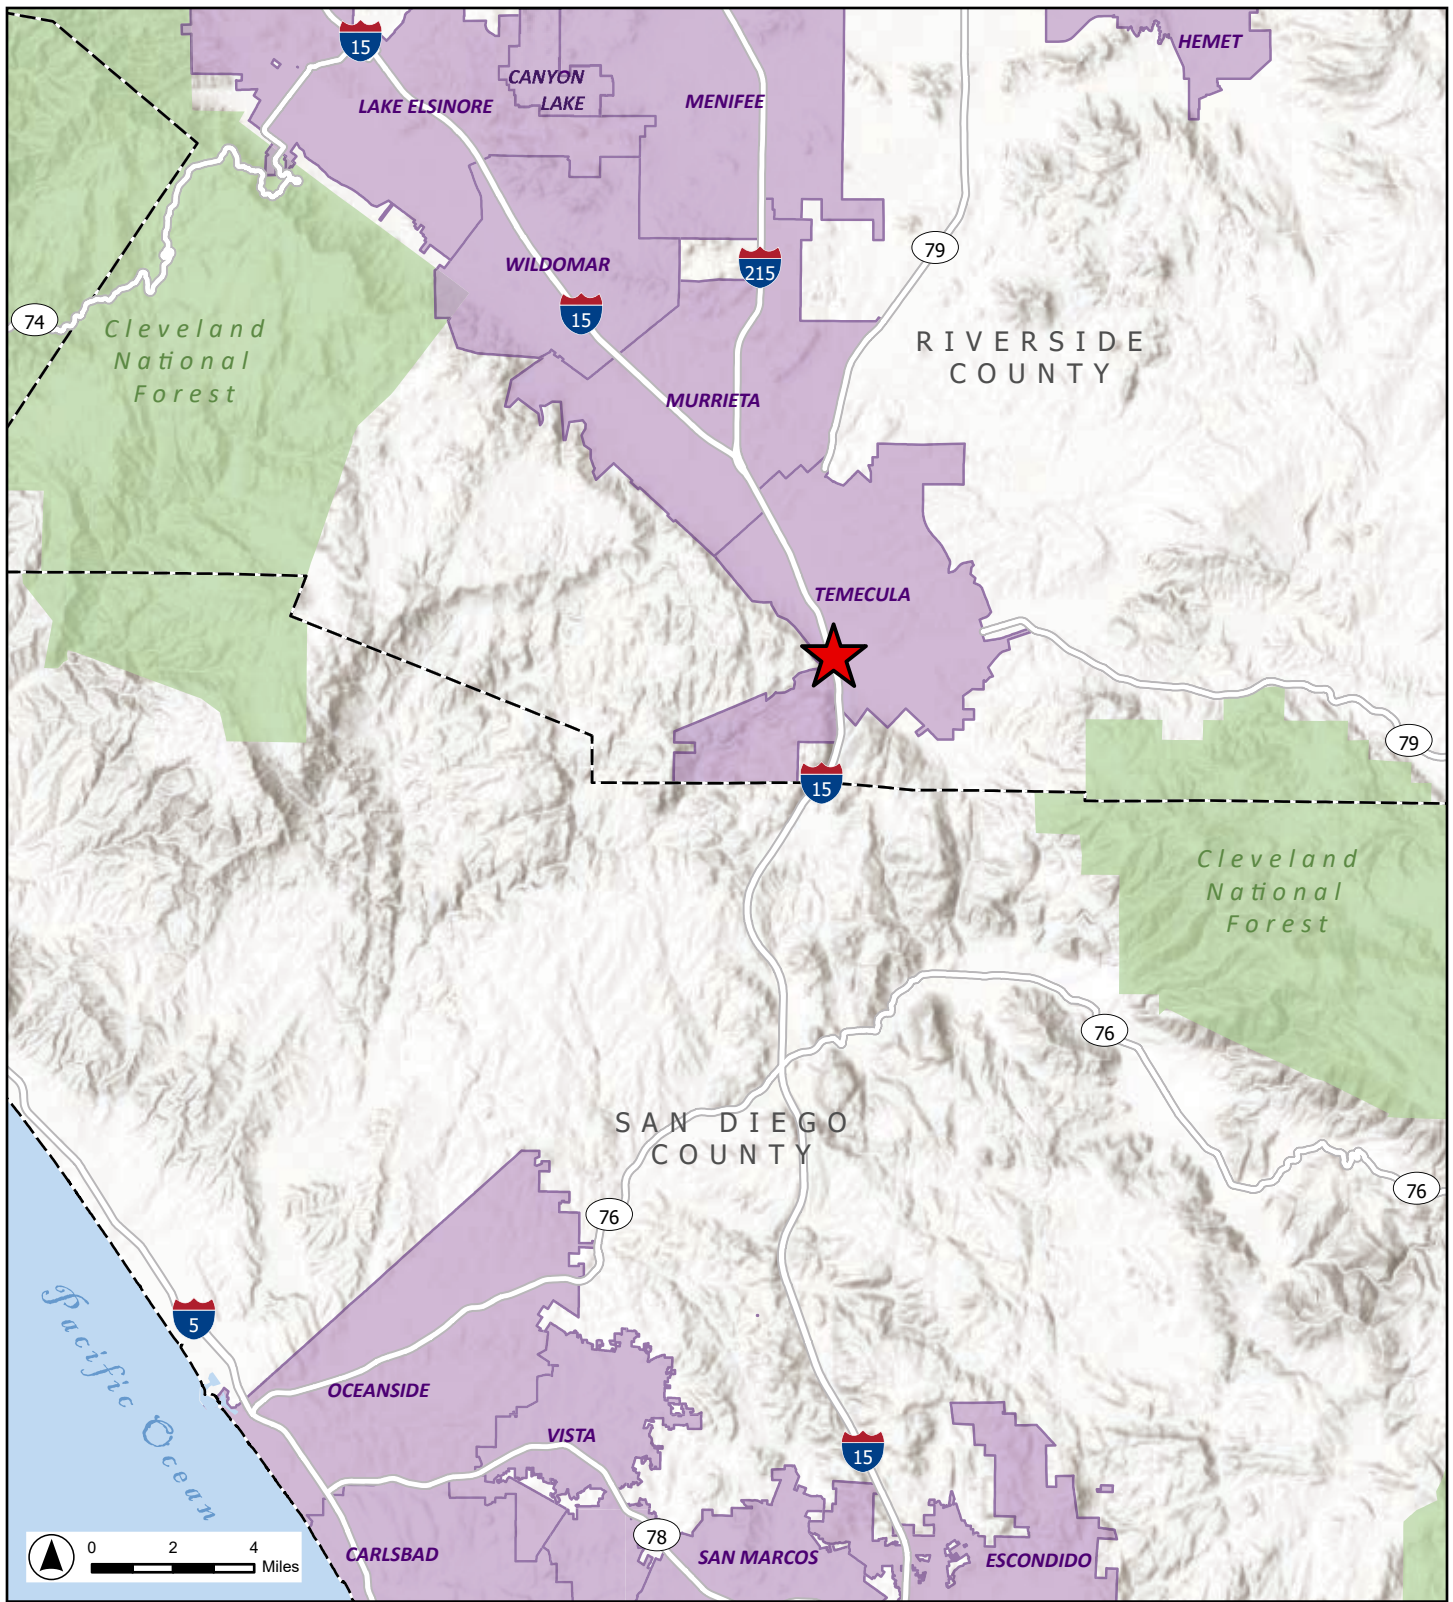 15
HEMET
CANYON
LAKE
LAKE ELSINORE
MENIFEE
79
WILDOMAR
215
15
74
Cleveland
National
Forest
RIVERSIDE
COUNTY
MURRIETA
TEMECULA
79
15
Cleveland
National
Forest
76
SAN DIEGO
COUNTY
76
76
5
Pacific Ocean
OCEANSIDE
VISTA
15
78
CARLSBAD
SAN MARCOS
ESCONDIDO
0 2 4
Miles